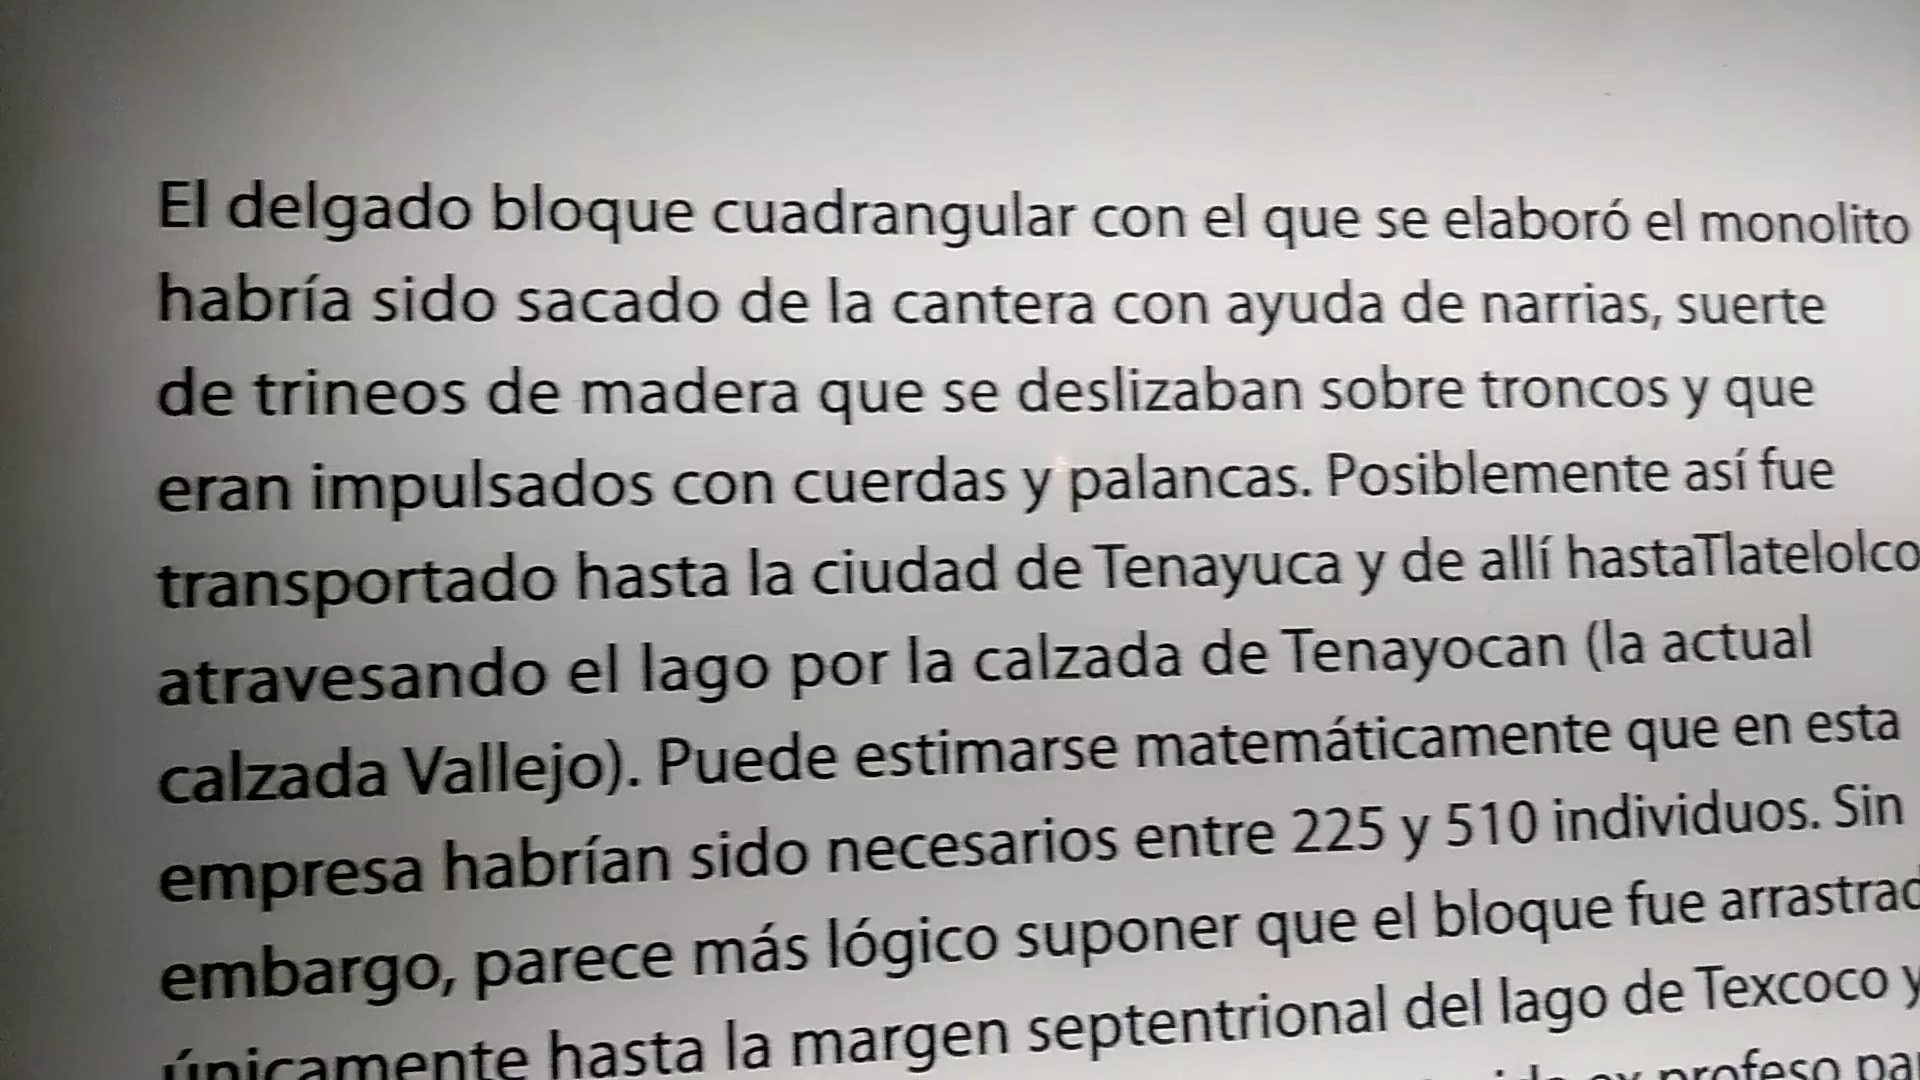 El delgado bloque cuadrangular con el que se elaboró el monolito
habría sido sacado de la cantera con ayuda de narrias, suerte
de trineos de madera que se deslizaban sobre troncos y que
eran impulsados con cuerdas y palancas. Posiblemente así fue
transportado hasta la ciudad de Tenayuca y de allí hastaTlatelolco
atravesando el lago por la calzada de Tenayocan (la actual
calzada Vallejo). Puede estimarse matemáticamente que en esta
empresa habrían sido necesarios entre 225 y 510 individuos. Sin
embargo, parece más lógico suponer que el bloque fue arrastrad
únicamente hasta la margen septentrional del lago de Texcoco y
ex profeso pa